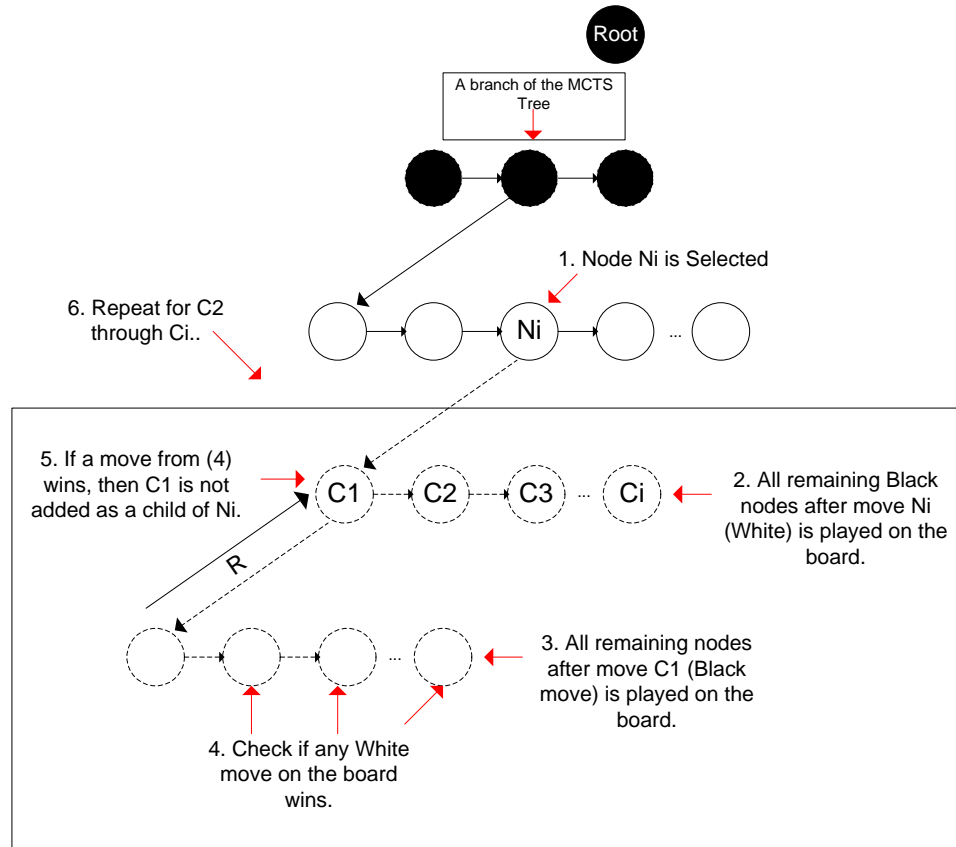 Root
A branch of the MCTS
Tree
1. Node Ni is Selected
6. Repeat for C2
through Ci..
Ni
...
5. If a move from (4)
wins, then C1 is not
added as a child of Ni.
C1
C2
C3
...
Ci
2. All remaining Black
nodes after move Ni
(White) is played on the
board.
R
...
3. All remaining nodes
after move C1 (Black
move) is played on the
board.
4. Check if any White
move on the board
wins.